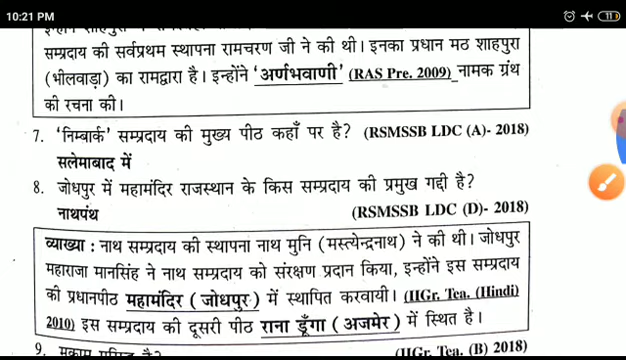 10:21 PM
11
सम्प्रदाय की सर्वप्रथम स्थापना रामचरण जी ने की थी। इनका प्रधान मठ शाहपुरा
(भीलवाड़ा) का रामद्वारा है। इन्होंने 'अर्णभवाणी' (RAS Pre. 2009) नामक ग्रंथ
की रचना की।
7. 'निम्बार्क' सम्प्रदाय की मुख्य पीठ कहाँ पर है? (RSMSSB LDC (A)- 2018)
सलेमाबाद में
8. जोधपुर में महामंदिर राजस्थान के किस सम्प्रदाय की प्रमुख गद्दी है?
नाथपंथ (RSMSSB LDC (D)- 2018)
व्याख्या : नाथ सम्प्रदाय की स्थापना नाथ मुनि (मस्त्येन्द्रनाथ) ने की थी। जोधपुर
महाराजा मानसिंह ने नाथ सम्प्रदाय को संरक्षण प्रदान किया, इन्होंने इस सम्प्रदाय
की प्रधानपीठ महामंदिर (जोधपुर) में स्थापित करवायी। (IIGr. Tea. (Hindi)
2010) इस सम्प्रदाय की दूसरी पीठ राना डूँगा (अजमेर) में स्थित है।
9. (IIGr. Tea. (B) 2018)